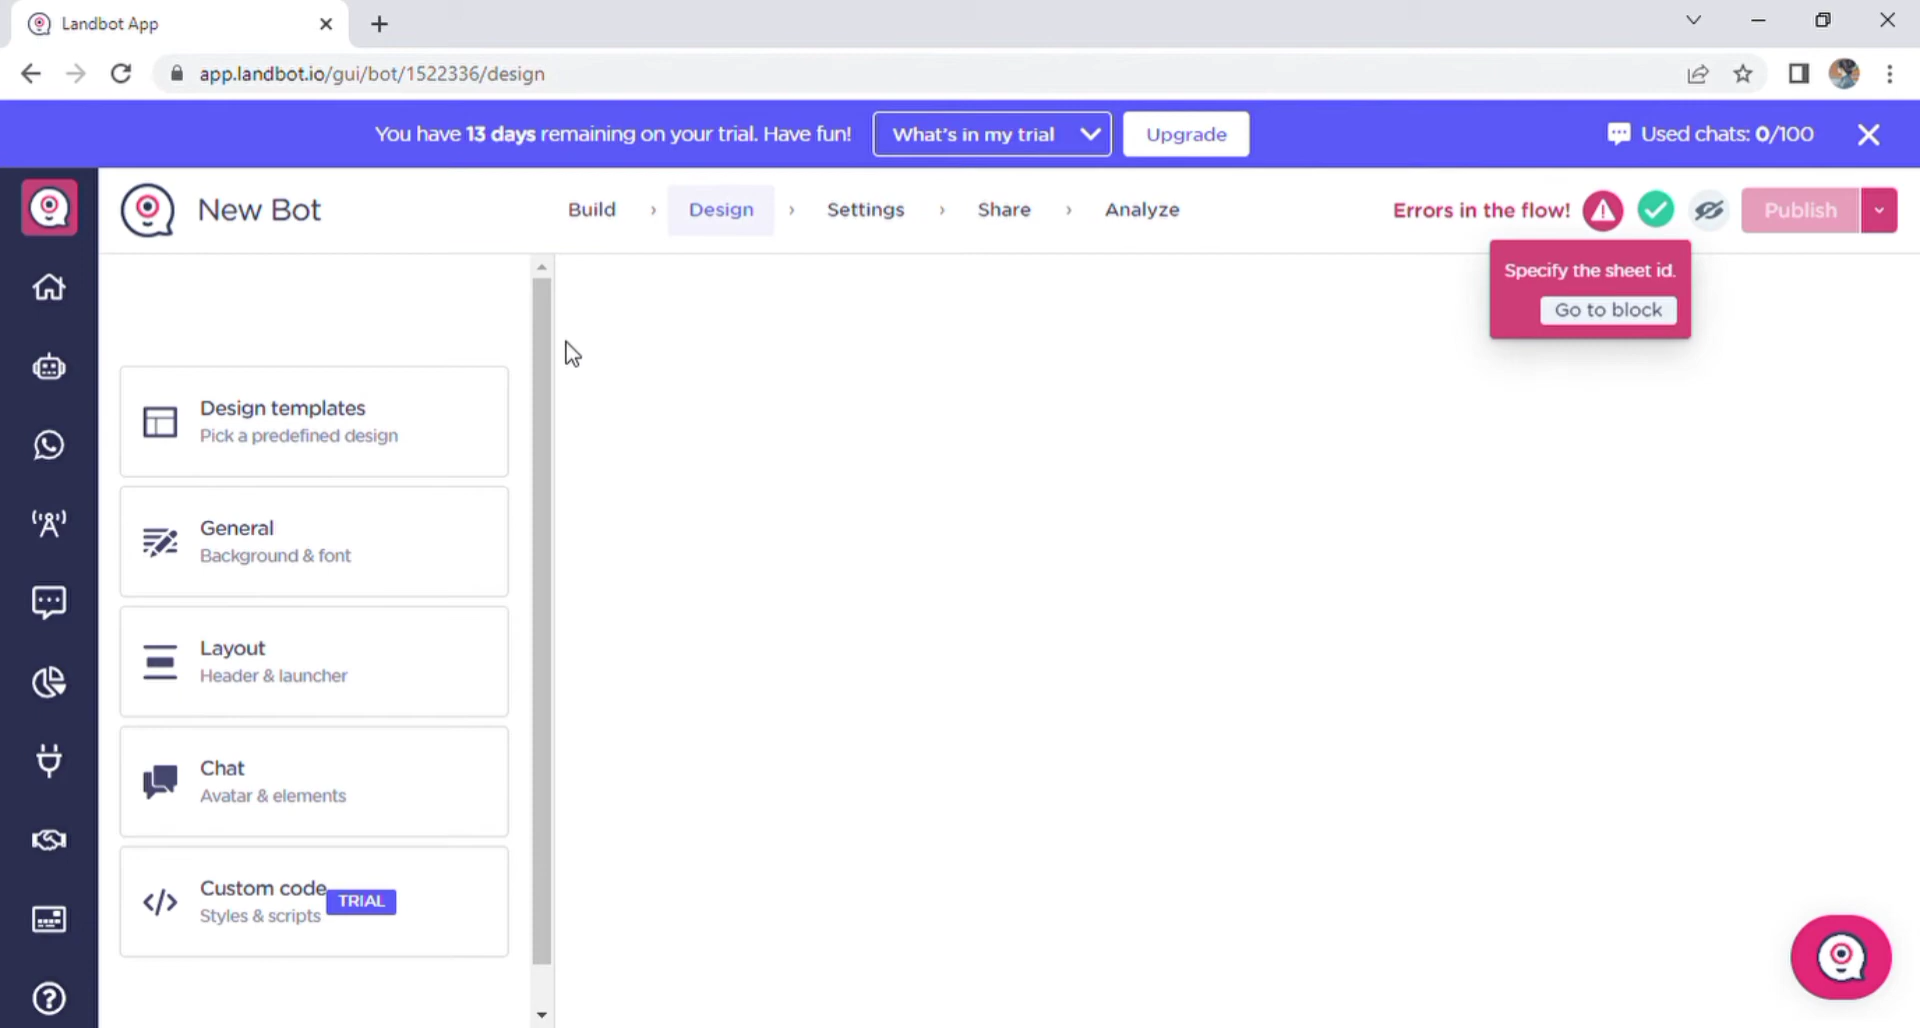 Landbot App
app.landbot.io/gui/bot/1522336/design
You have 13 days remaining on your trial. Have fun!
What's in my trial
Upgrade
Used chats: 0/100
New Bot
Build
Design
Settings
Share
Analyze
Errors in the flow!
Publish
Specify the sheet id.
Go to block
Design templates
Pick a predefined design
General
Background & font
Layout
Header & launcher
Chat
Avatar & elements
Custom code
TRIAL
Styles & scripts